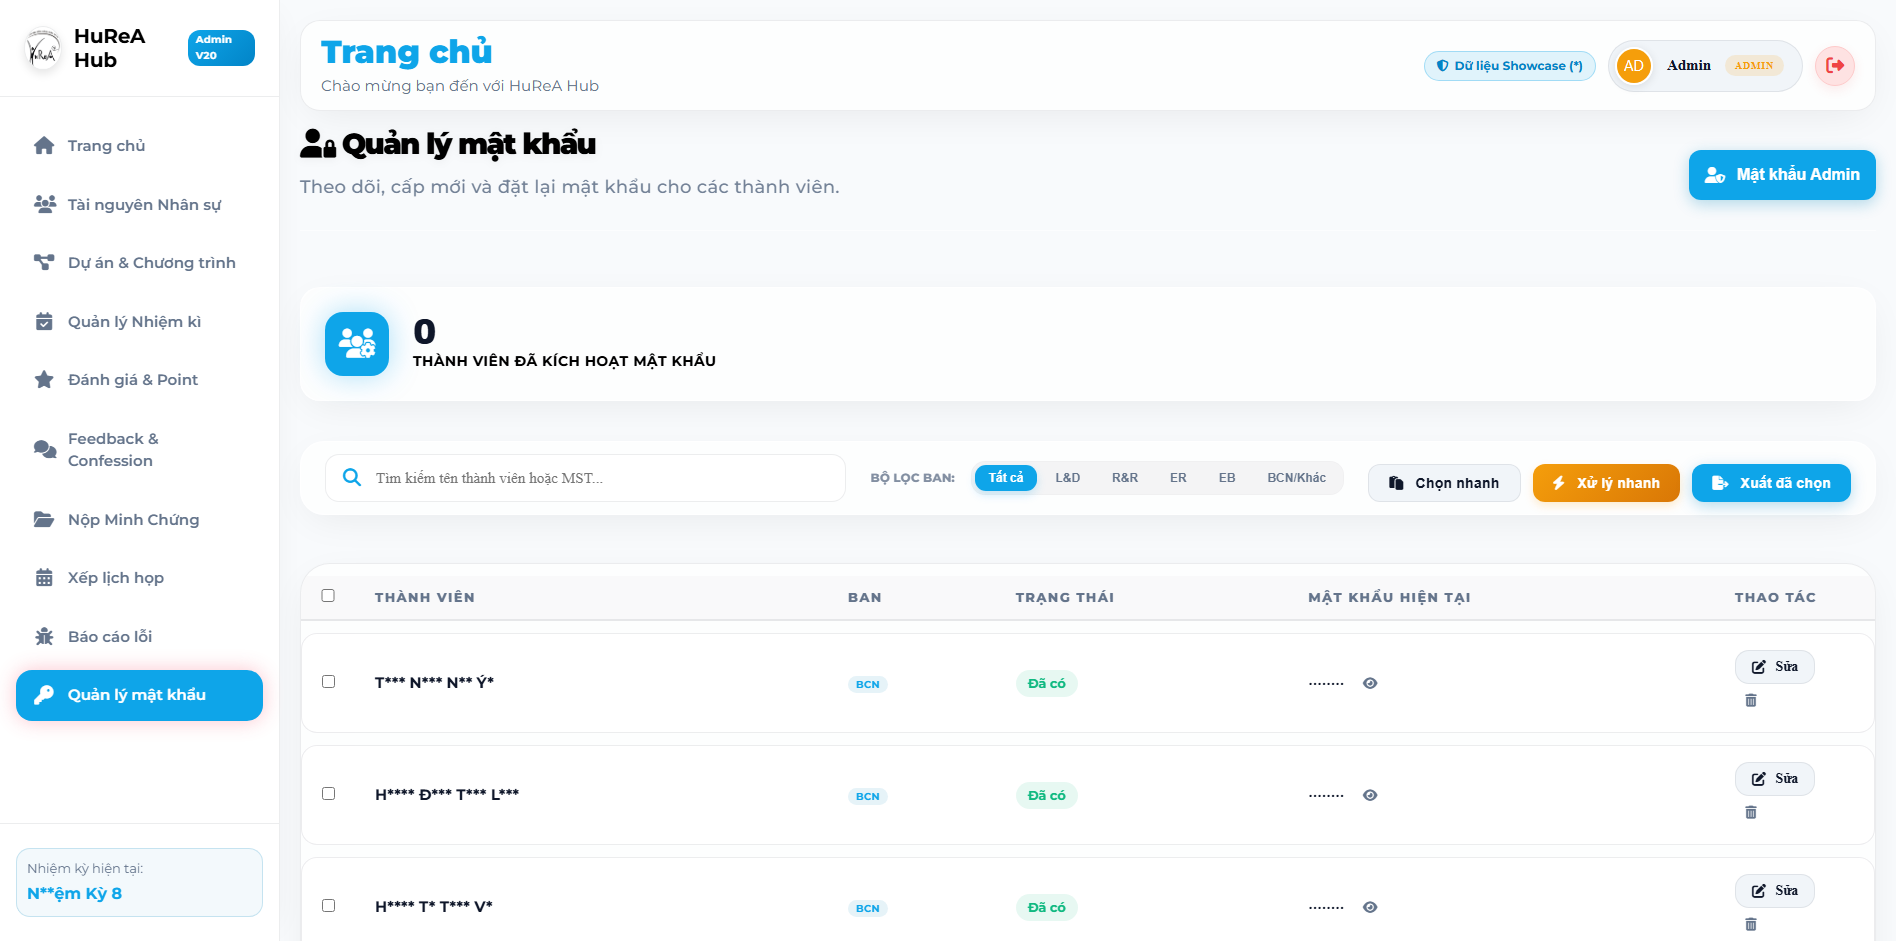 HuReA
Hub
Admin
V20
Trang chủ
Tài nguyên Nhân sự
Dự án & Chương trình
Quản lý Nhiệm kì
Đánh giá & Point
Feedback &
Confession
Nộp Minh Chứng
Xếp lịch họp
Báo cáo lỗi
Quản lý mật khẩu
Nhiệm kỳ hiện tại:
N**ệm Kỳ 8
Trang chủ
Chào mừng bạn đến với HuReA Hub
Dữ liệu Showcase (*)
AD Admin ADMIN
Quản lý mật khẩu
Theo dõi, cấp mới và đặt lại mật khẩu cho các thành viên.
Mật khẩu Admin
0
THÀNH VIÊN ĐÃ KÍCH HOẠT MẬT KHẨU
Tìm kiếm tên thành viên hoặc MST...
BỘ LỌC BAN: Tất cả L&D R&R ER EB BCN/Khác
Chọn nhanh Xử lý nhanh Xuất đã chọn
THÀNH VIÊN BAN TRẠNG THÁI MẬT KHẨU HIỆN TẠI THAO TÁC
T*** N*** N** Ý* BCN Đã có ········ Sửa
H**** Đ*** T*** L*** BCN Đã có ········ Sửa
H**** T* T*** V* BCN Đã có ········ Sửa